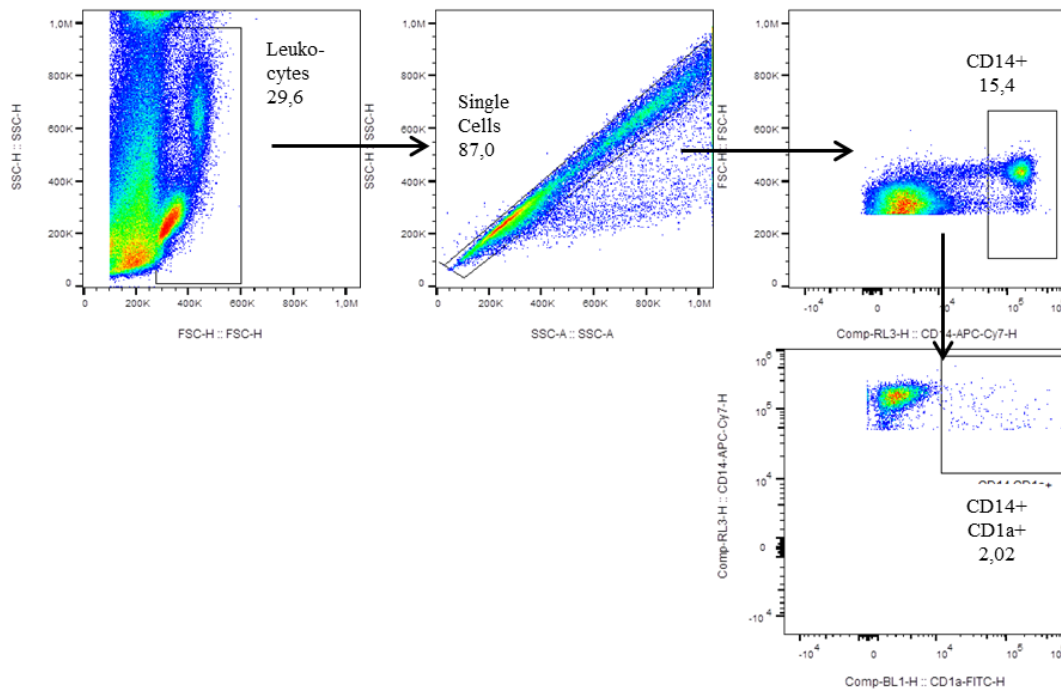 1,0M
800K
600K
400K
200K
0
SSC-H :: SSC-H
Leuko-
cytes
29,6
0
200K
400K
600K
800K
1,0M
FSC-H :: FSC-H
1,0M
800K
600K
400K
200K
0
SSC-H :: SSC-H
Single
Cells
87,0
200K
400K
600K
800K
1,0M
SSC-A :: SSC-A
1,0M
800K
600K
400K
200K
0
FSC-H :: FSC-H
CD14+
15,4
-10^4
0
10^4
10^5
Comp-RL3-H :: CD14-APC-Cy7-H
10^6
10^5
10^4
0
-10^4
Comp-RL3-H :: CD14-APC-Cy7-H
CD14+
CD1a+
2,02
-10^4
0
10^4
10^5
Comp-BL1-H :: CD1a-FITC-H